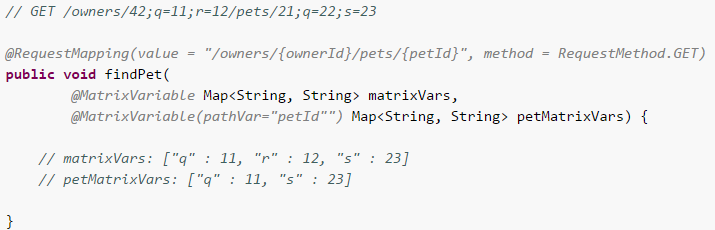 // GET /owners/42;q=11;r=12/pets/21;q=22;s=23
@RequestMapping(value = "/owners/{ownerId}/pets/{petId}", method = RequestMethod.GET)
public void findPet(
@MatrixVariable Map<String, String> matrixVars,
@MatrixVariable(pathVar="petId"") Map<String, String> petMatrixVars) {
// matrixVars: ["q" : 11, "r" : 12, "s" : 23]
// petMatrixVars: ["q" : 11, "s" : 23]
}